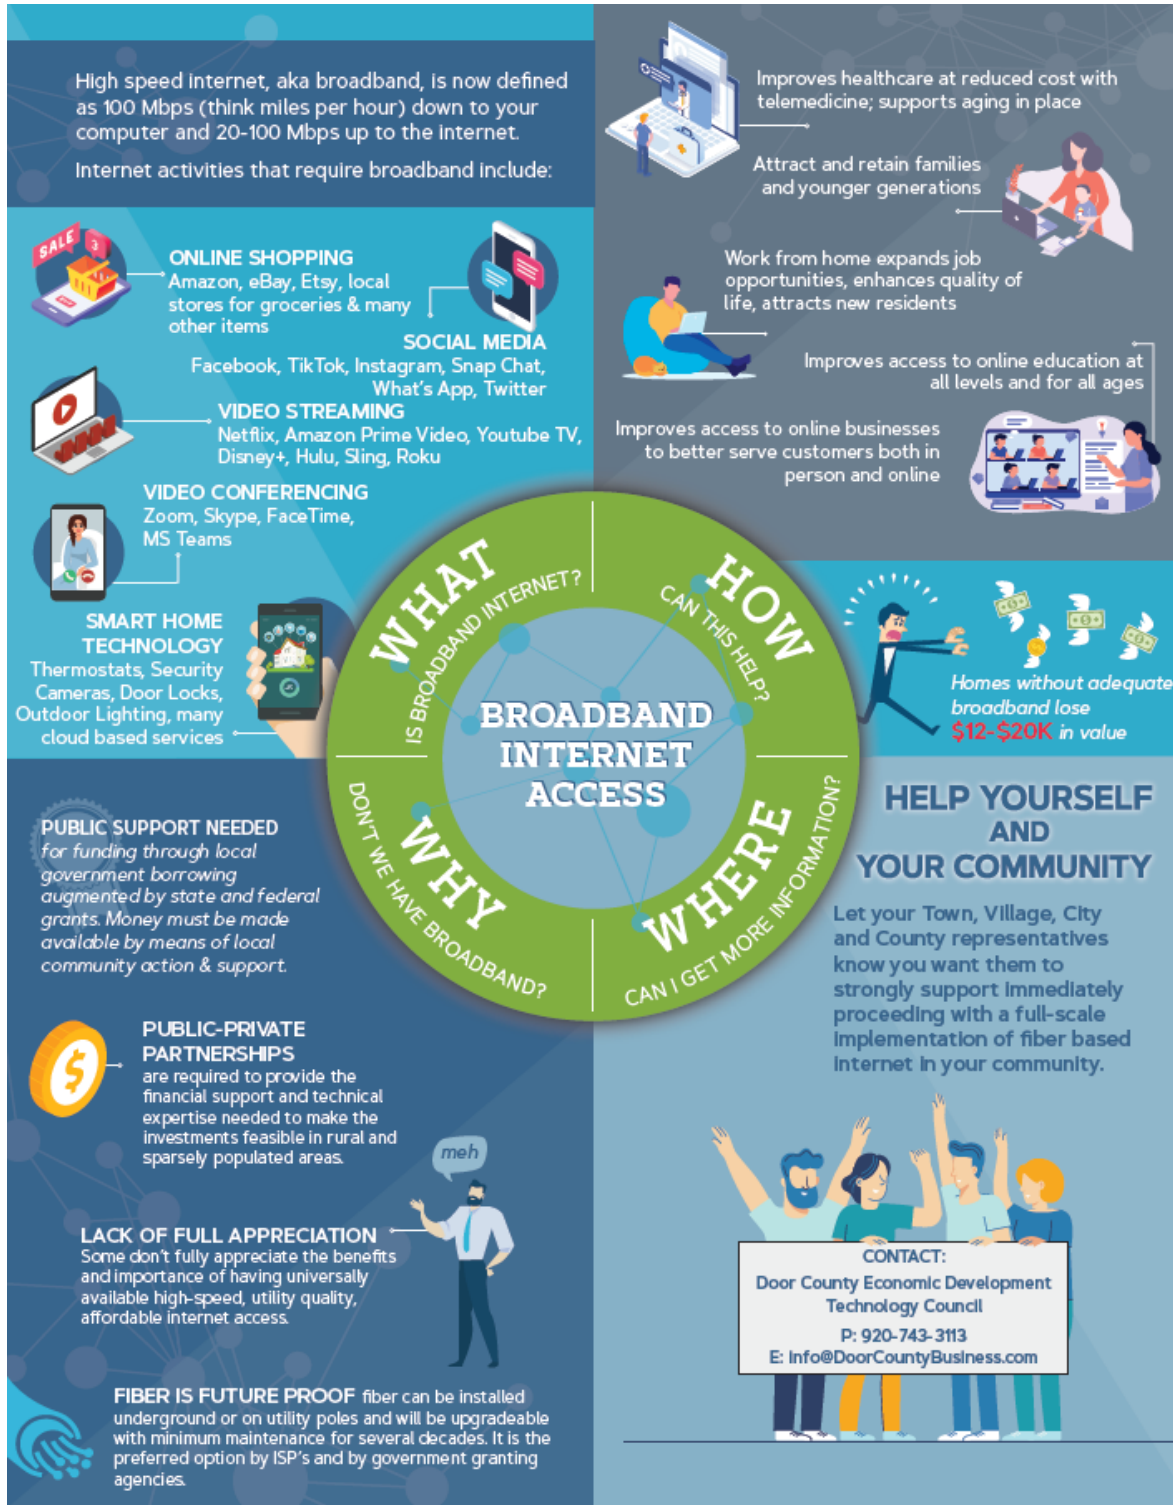 High speed internet, aka broadband, is now defined
as 100 Mbps (think miles per hour) down to your
computer and 20-100 Mbps up to the internet.
Internet activities that require broadband include:
SALE
3
ONLINE SHOPPING
Amazon, eBay, Etsy, local
stores for groceries & many
other items
SOCIAL MEDIA
Facebook, TikTok, Instagram, Snap Chat,
What's App, Twitter
VIDEO STREAMING
Netflix, Amazon Prime Video, Youtube TV,
Disney+, Hulu, Sling, Roku
VIDEO CONFERENCING
Zoom, Skype, FaceTime,
MS Teams
SMART HOME
TECHNOLOGY
Thermostats, Security
Cameras, Door Locks,
Outdoor Lighting, many
cloud based services
Improves healthcare at reduced cost with
telemedicine; supports aging in place
Attract and retain families
and younger generations
Work from home expands job
opportunities, enhances quality of
life, attracts new residents
Improves access to online education at
all levels and for all ages
Improves access to online businesses
to better serve customers both in
person and online
Homes without adequate
broadband lose
$12-$20K in value
WHAT
IS BROADBAND INTERNET?
HOW
CAN THIS HELP?
BROADBAND
INTERNET
ACCESS
WHY
DON'T WE HAVE BROADBAND?
WHERE
CAN I GET MORE INFORMATION?
PUBLIC SUPPORT NEEDED
for funding through local
government borrowing
augmented by state and federal
grants. Money must be made
available by means of local
community action & support.
$
PUBLIC-PRIVATE
PARTNERSHIPS
are required to provide the
financial support and technical
expertise needed to make the
investments feasible in rural and
sparsely populated areas.
meh
LACK OF FULL APPRECIATION
Some don't fully appreciate the benefits
and importance of having universally
available high-speed, utility quality,
affordable internet access.
FIBER IS FUTURE PROOF fiber can be installed
underground or on utility poles and will be upgradeable
with minimum maintenance for several decades. It is the
preferred option by ISP's and by government granting
agencies.
HELP YOURSELF
AND
YOUR COMMUNITY
Let your Town, Village, City
and County representatives
know you want them to
strongly support immediately
proceeding with a full-scale
implementation of fiber based
internet in your community.
CONTACT:
Door County Economic Development
Technology Council
P: 920-743-3113
E: Info@DoorCountyBusiness.com